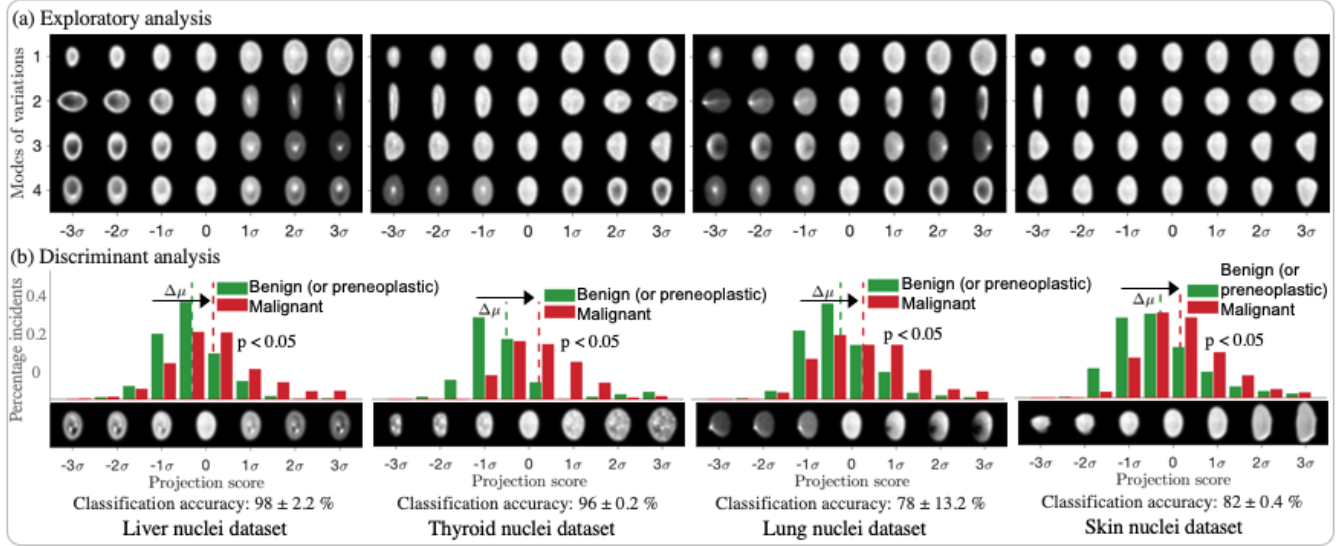 (a) Exploratory analysis
Modes of variations
1
2
3
4
-3σ -2σ -1σ 0 1σ 2σ 3σ
-3σ -2σ -1σ 0 1σ 2σ 3σ
-3σ -2σ -1σ 0 1σ 2σ 3σ
-3σ -2σ -1σ 0 1σ 2σ 3σ
(b) Discriminant analysis
Percentage incidents
0.4
0.2
0
Δμ
Benign (or preneoplastic)
Malignant
p < 0.05
-3σ -2σ -1σ 0 1σ 2σ 3σ
Projection score
Classification accuracy: 98 ± 2.2 %
Liver nuclei dataset
Δμ
Benign (or preneoplastic)
Malignant
p < 0.05
-3σ -2σ -1σ 0 1σ 2σ 3σ
Projection score
Classification accuracy: 96 ± 0.2 %
Thyroid nuclei dataset
Δμ
Benign (or preneoplastic)
Malignant
p < 0.05
-3σ -2σ -1σ 0 1σ 2σ 3σ
Projection score
Classification accuracy: 78 ± 13.2 %
Lung nuclei dataset
Δμ
Benign (or
preneoplastic)
Malignant
p < 0.05
-3σ -2σ -1σ 0 1σ 2σ 3σ
Projection score
Classification accuracy: 82 ± 0.4 %
Skin nuclei dataset